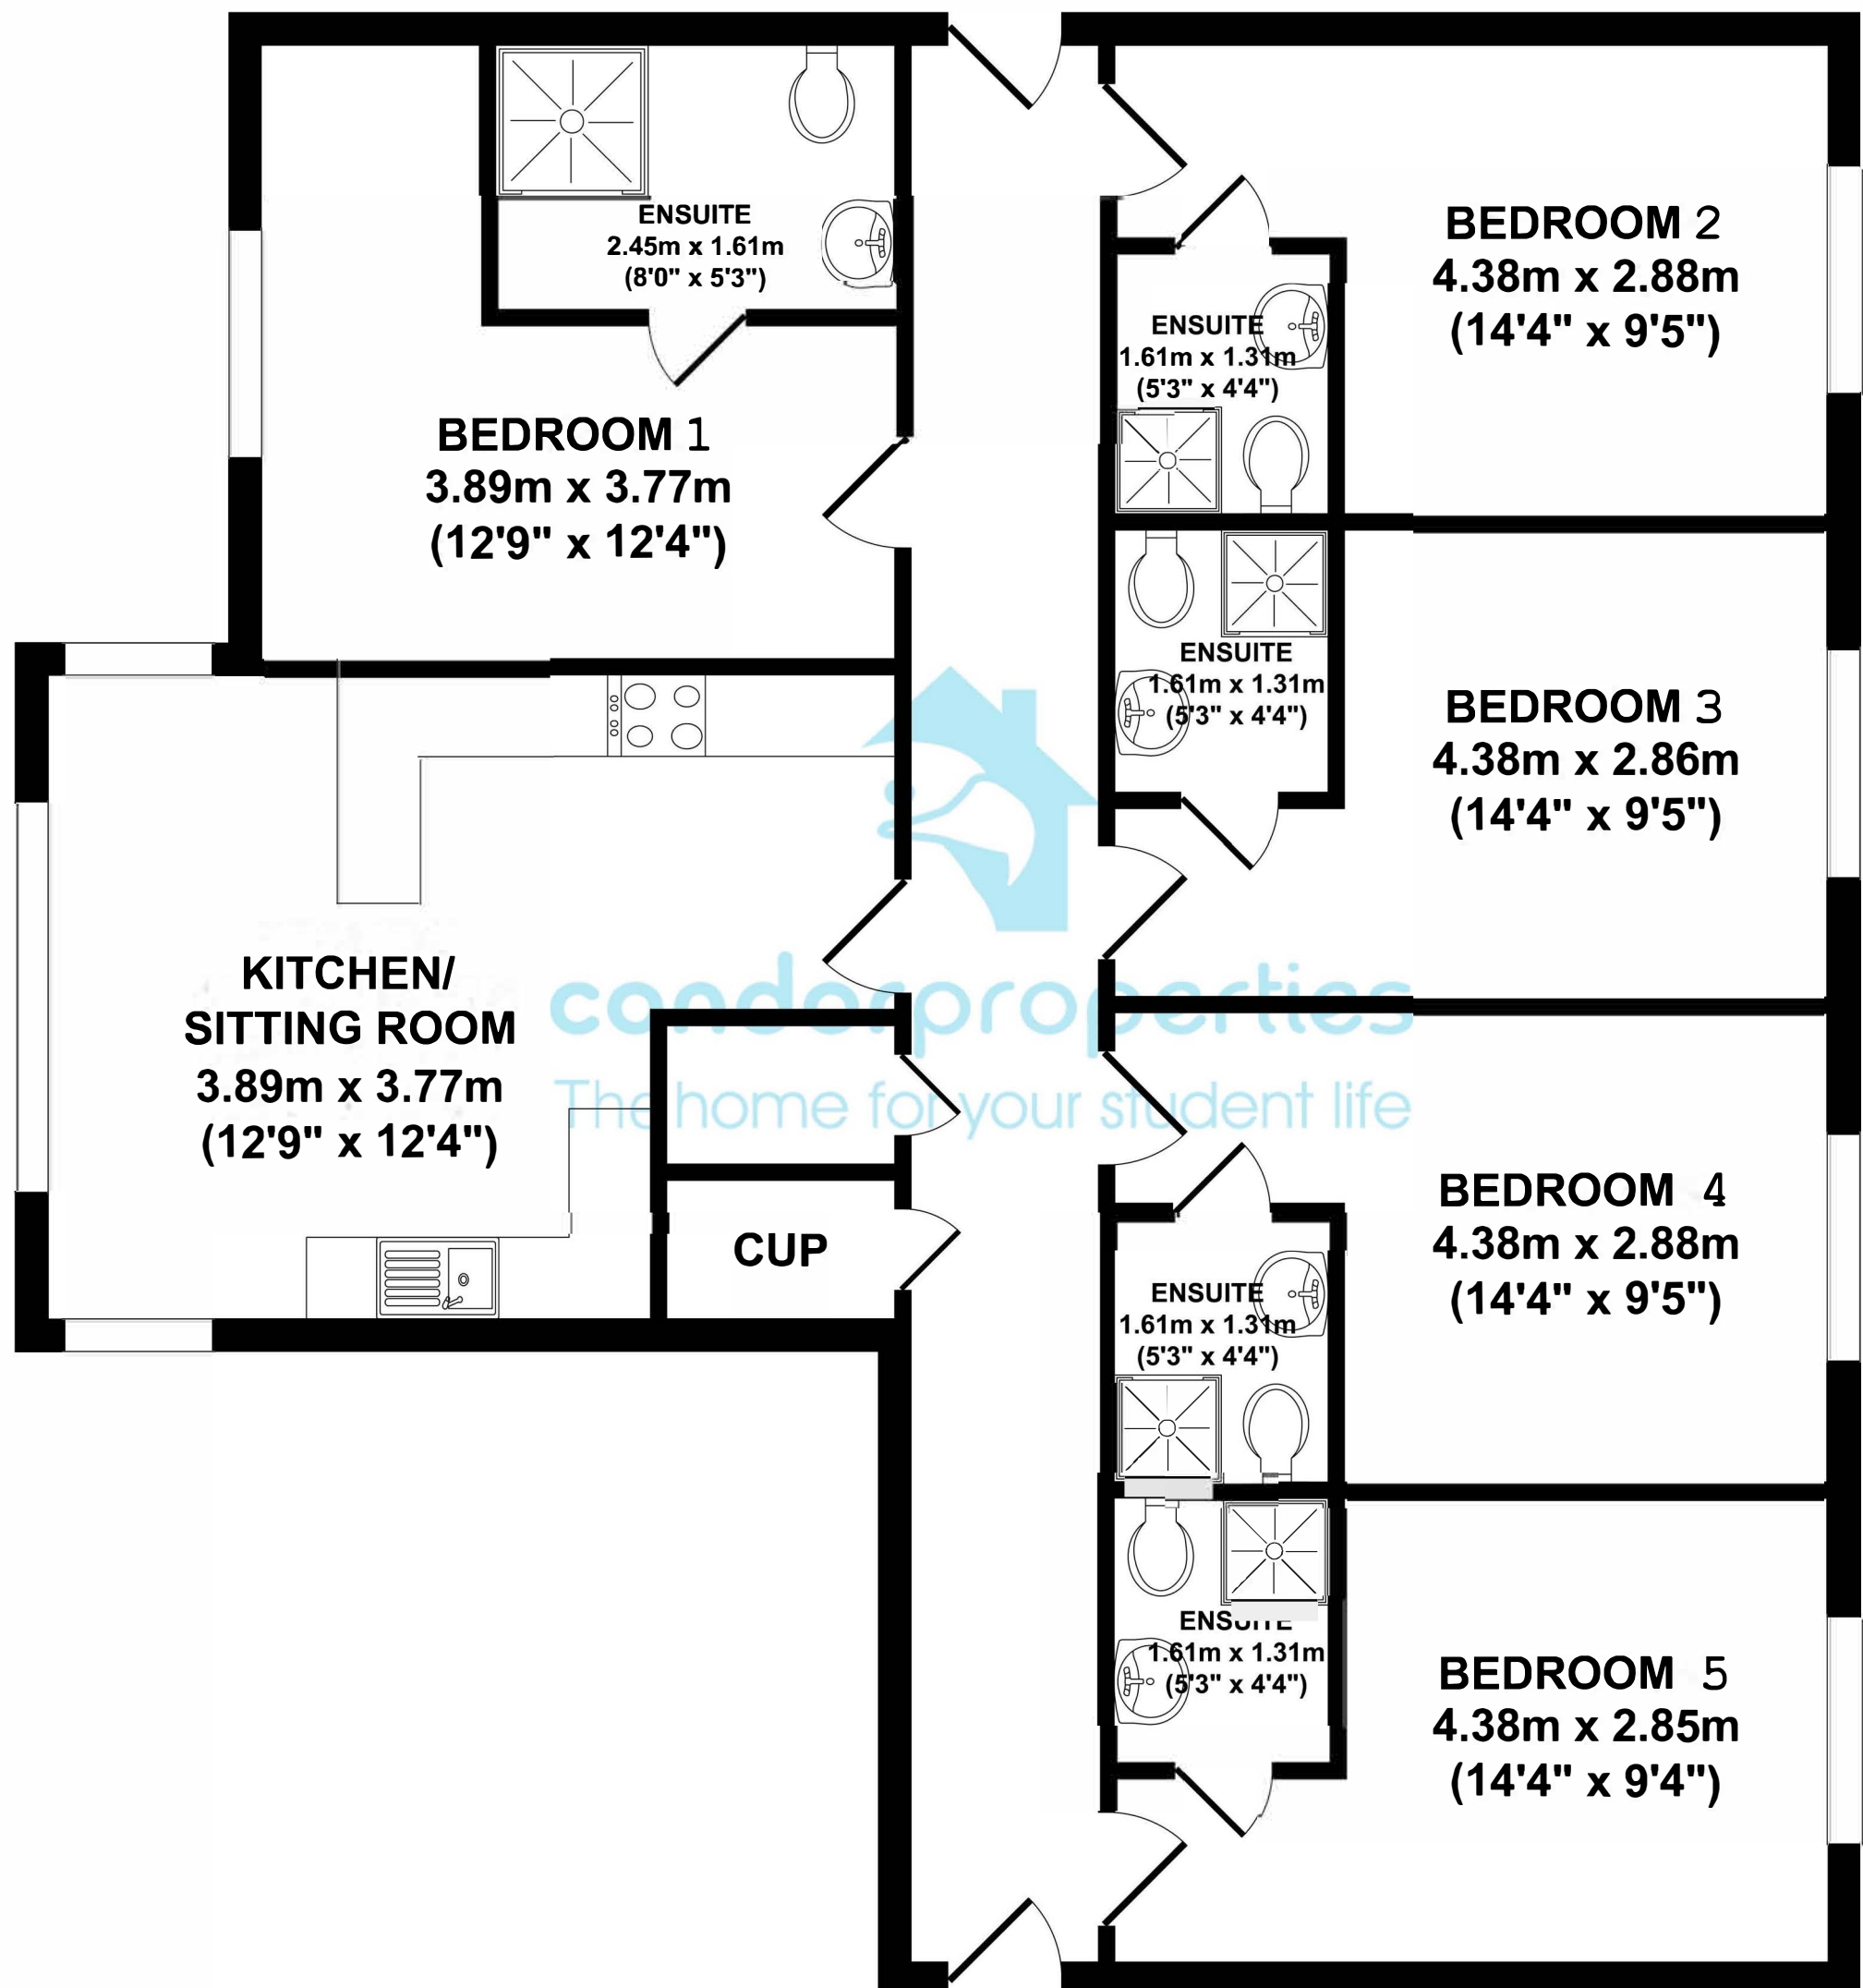 ENSUITE
2.45m x 1.61m
(8'0" x 5'3")
BEDROOM 1
3.89m x 3.77m
(12'9" x 12'4")
BEDROOM 2
4.38m x 2.88m
(14'4" x 9'5")
ENSUITE
1.61m x 1.31m
(5'3" x 4'4")
ENSUITE
1.61m x 1.31m
(5'3" x 4'4")
BEDROOM 3
4.38m x 2.86m
(14'4" x 9'5")
KITCHEN/
SITTING ROOM
3.89m x 3.77m
(12'9" x 12'4")
condorproperties
The home for your student life
CUP
BEDROOM 4
4.38m x 2.88m
(14'4" x 9'5")
ENSUITE
1.61m x 1.31m
(5'3" x 4'4")
ENSUITE
1.61m x 1.31m
(5'3" x 4'4")
BEDROOM 5
4.38m x 2.85m
(14'4" x 9'4")